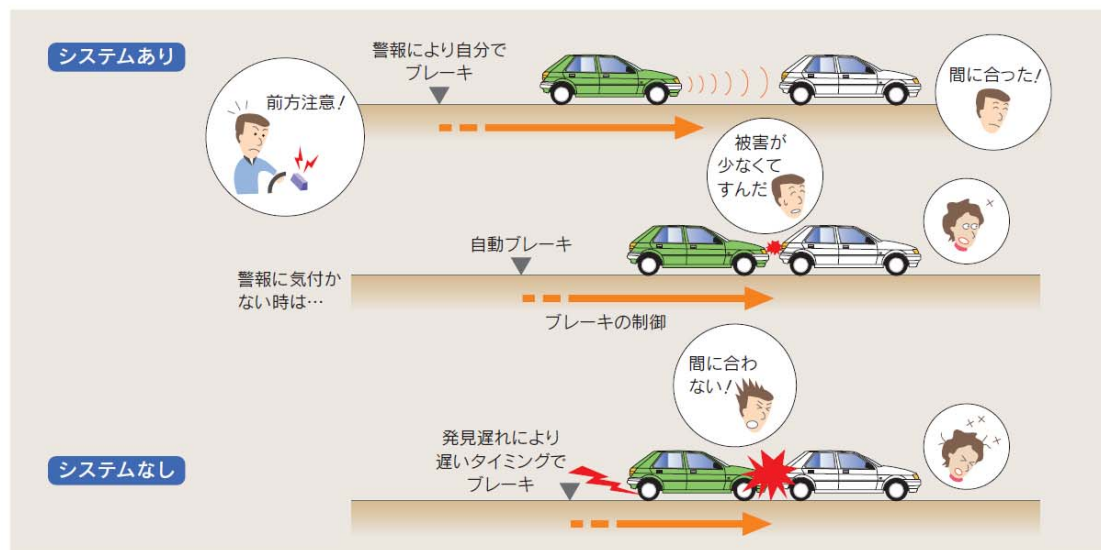 システムあり
警報により自分で
ブレーキ
前方注意!
間に合った!
被害が
少なくて
すんだ
自動ブレーキ
警報に気付か
ない時は…
ブレーキの制御
間に合わ
ない!
発見遅れにより
遅いタイミングで
ブレーキ
システムなし